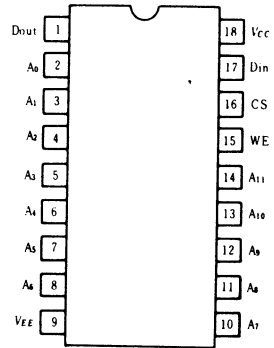 Dout 1 18 VCC
A0 2 17 Din
A1 3 16 CS
A2 4 15 WE
A3 5 14 A11
A4 6 13 A10
A5 7 12 A9
A6 8 11 A8
VEE 9 10 A7